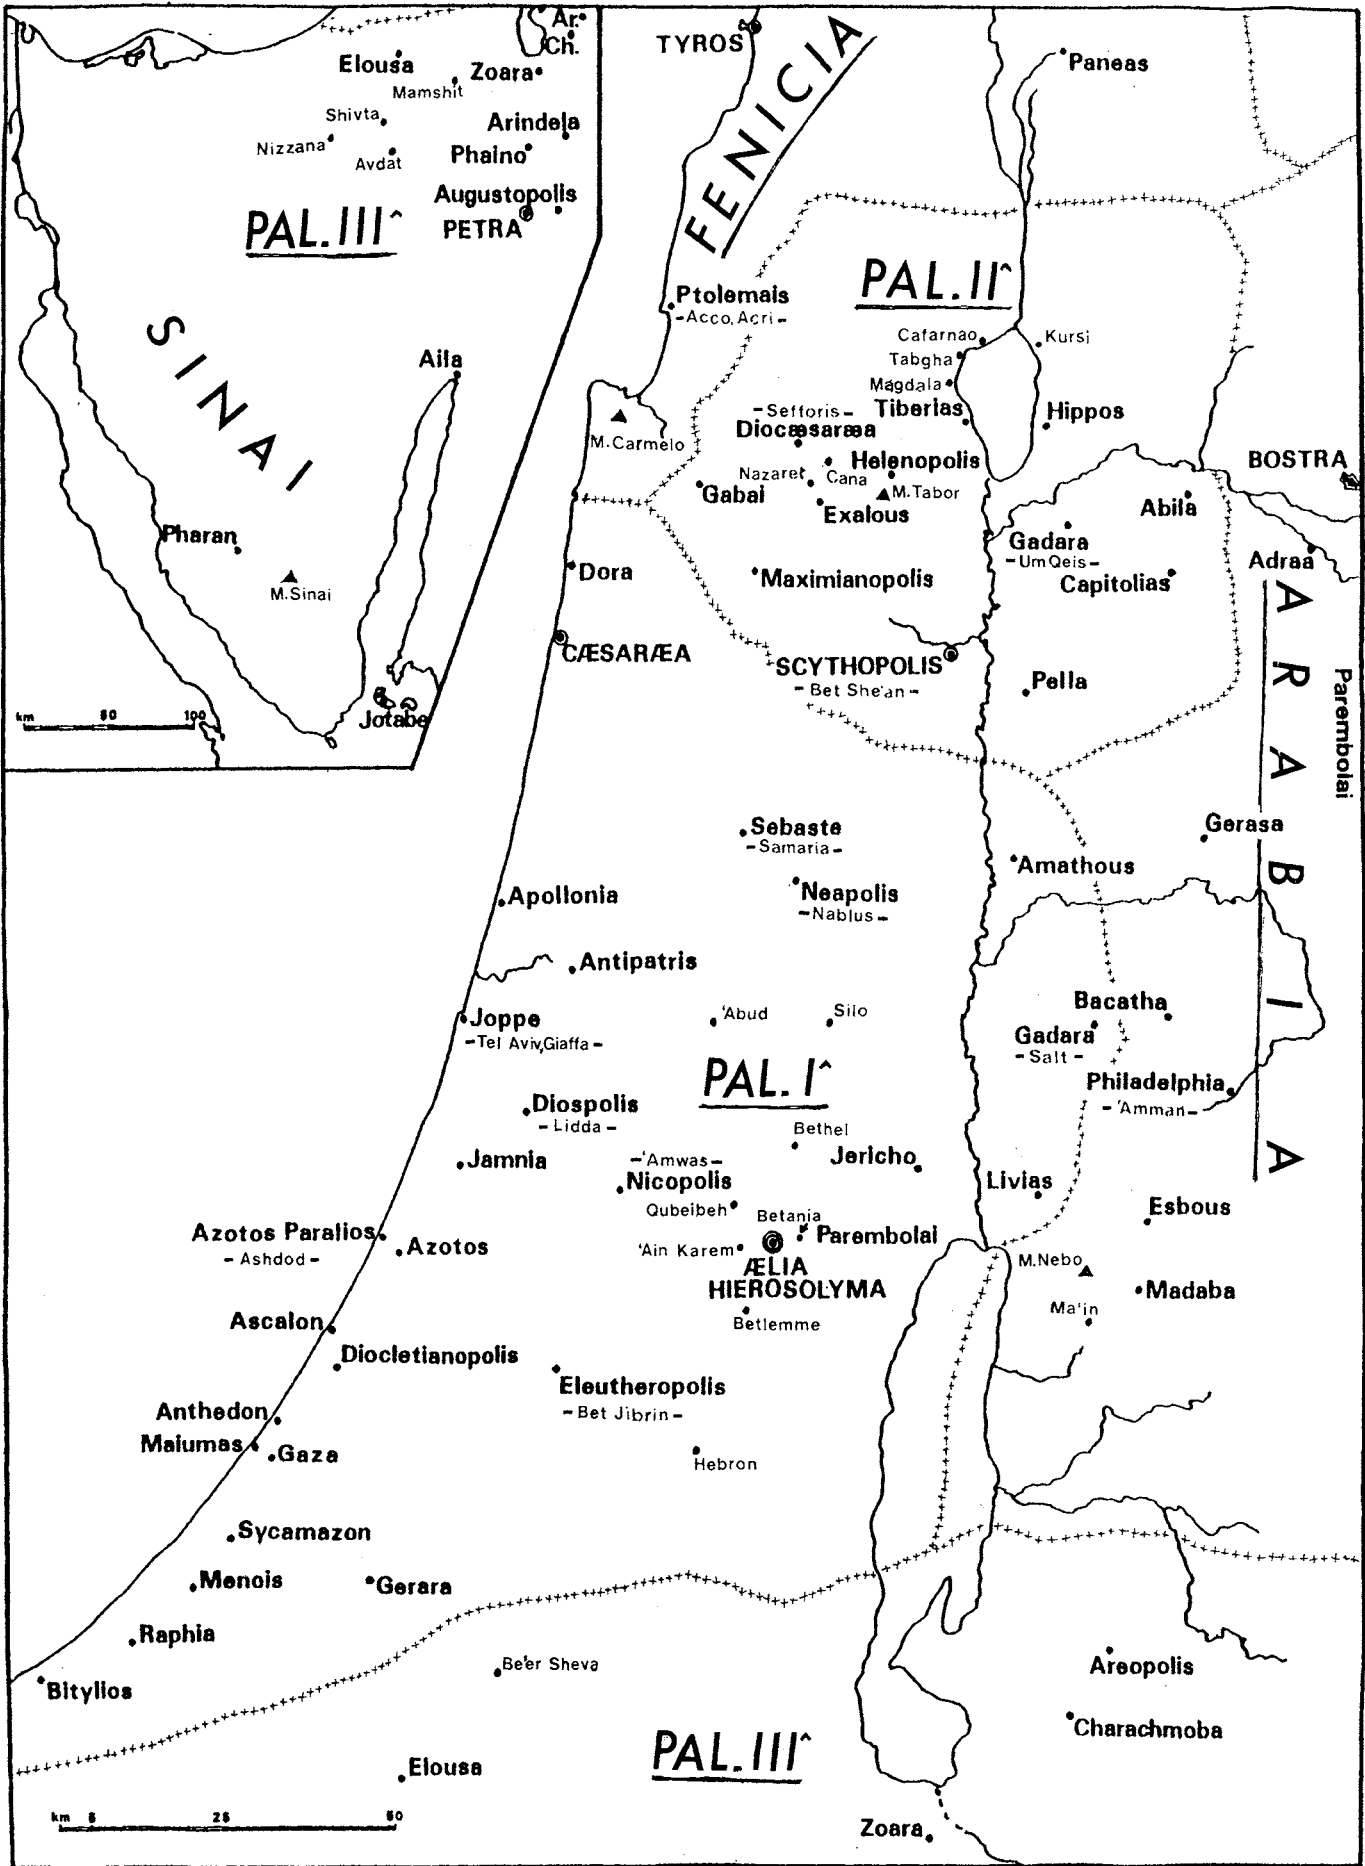 Ar.
Ch.
Elousa
Zoara
Mamshit
Shivta
Arindela
Nizzana
Avdat
Phaino
Augustopolis
PETRA
PAL. III^
SINAI
Aila
Pharan
M.Sinai
Jotabe
km 50 100
TYROS
FENICIA
Paneas
PAL. II^
Ptolemais
-Acco, Acri-
Cafarnao
Kursi
Tabgha
Magdala
Tiberias
Hippos
-Sefforis-
Diocæsaræa
M.Carmelo
Helenopolis
Nazaret
Cana
M.Tabor
Gabai
Exalous
BOSTRA
Abila
Gadara
-Um Qeis-
Adraa
Capitolias
Dora
Maximianopolis
CÆSARÆA
SCYTHOPOLIS
-Bet She'an-
Pella
ARABIA
Parembolai
Sebaste
-Samaria-
Gerasa
Amathous
Neapolis
-Nablus-
Apollonia
Antipatris
Joppe
-Tel Aviv,Giaffa-
'Abud
Silo
Bacatha
Gadara
-Salt-
PAL. I^
Philadelphia
-'Amman-
Diospolis
-Lidda-
Bethel
Jericho
Jamnia
-'Amwas-
Nicopolis
Livias
Qubeibeh
Betania
Esbous
Azotos Paralios
-Ashdod-
Azotos
'Ain Karem
Parembolai
ÆLIA
HIEROSOLYMA
M.Nebo
Madaba
Betlemme
Ma'in
Ascalon
Diocletianopolis
Eleutheropolis
-Bet Jibrin-
Anthedon
Maiumas
Gaza
Hebron
Sycamazon
Menois
Gerara
Raphia
Be'er Sheva
Bitylios
Areopolis
Charachmoba
PAL. III^
Elousa
km 5 25 50
Zoara